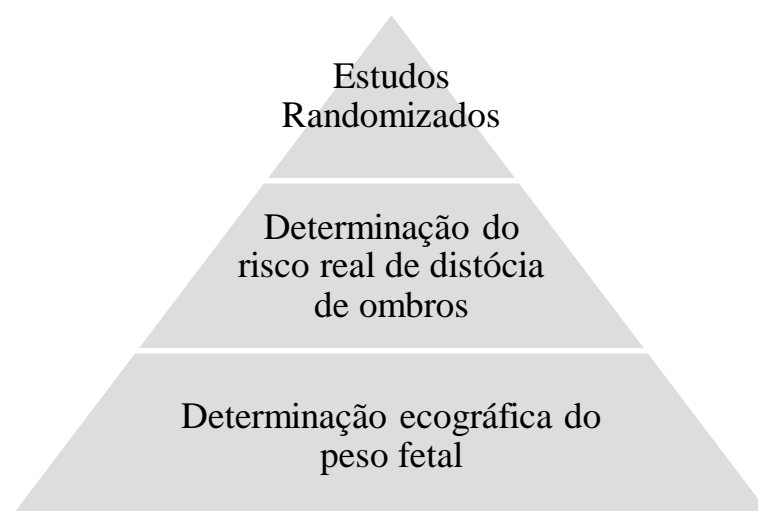 Estudos
Randomizados
Determinação do
risco real de distócia
de ombros
Determinação ecográfica do
peso fetal